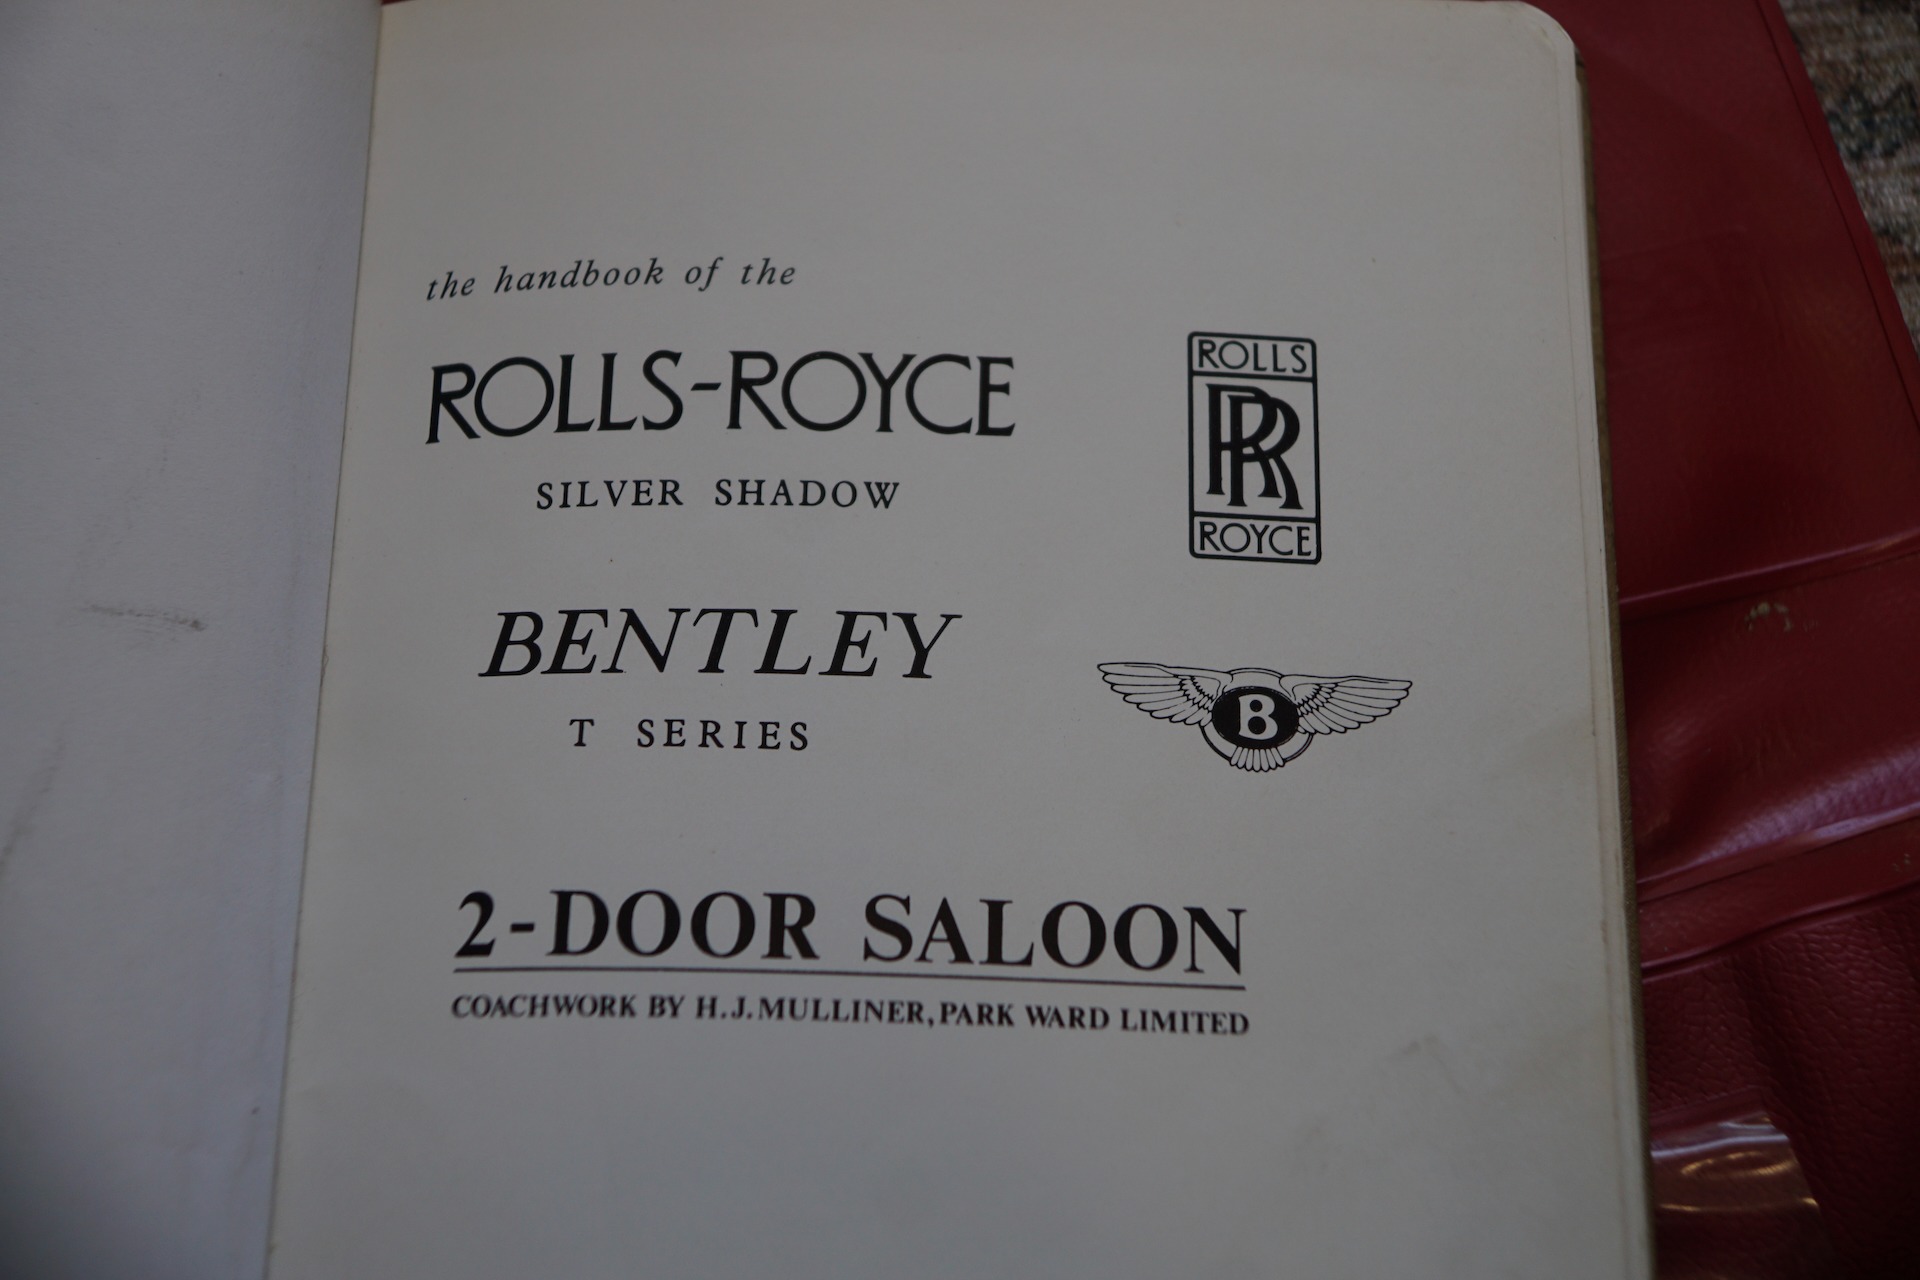 the handbook of the
ROLLS-ROYCE
SILVER SHADOW
ROLLS
RR
ROYCE
BENTLEY
T SERIES
B
2-DOOR SALOON
COACHWORK BY H.J.MULLINER, PARK WARD LIMITED